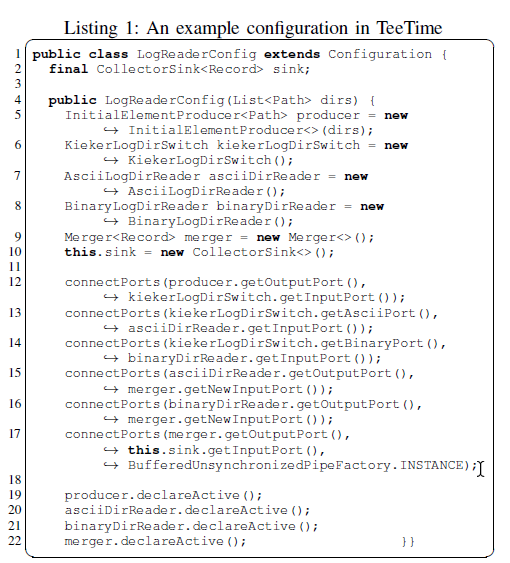 Listing 1: An example configuration in TeeTime
1 public class LogReaderConfig extends Configuration {
2 final CollectorSink<Record> sink;
3
4 public LogReaderConfig(List<Path> dirs) {
5 InitialElementProducer<Path> producer = new
↪ InitialElementProducer<>(dirs);
6 KiekerLogDirSwitch kiekerLogDirSwitch = new
↪ KiekerLogDirSwitch();
7 AsciiLogDirReader asciiDirReader = new
↪ AsciiLogDirReader();
8 BinaryLogDirReader binaryDirReader = new
↪ BinaryLogDirReader();
9 Merger<Record> merger = new Merger<>();
10 this.sink = new CollectorSink<>();
11
12 connectPorts(producer.getOutputPort(),
↪ kiekerLogDirSwitch.getInputPort());
13 connectPorts(kiekerLogDirSwitch.getAsciiPort(),
↪ asciiDirReader.getInputPort());
14 connectPorts(kiekerLogDirSwitch.getBinaryPort(),
↪ binaryDirReader.getInputPort());
15 connectPorts(asciiDirReader.getOutputPort(),
↪ merger.getNewInputPort());
16 connectPorts(binaryDirReader.getOutputPort(),
↪ merger.getNewInputPort());
17 connectPorts(merger.getOutputPort(),
↪ this.sink.getInputPort(),
↪ BufferedUnsynchronizedPipeFactory.INSTANCE);
18
19 producer.declareActive();
20 asciiDirReader.declareActive();
21 binaryDirReader.declareActive();
22 merger.declareActive(); }}